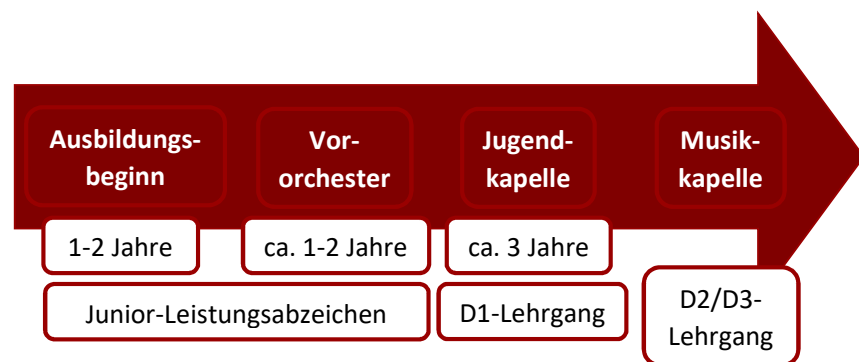 Ausbildungs-
beginn
Vor-
orchester
Jugend-
kapelle
Musik-
kapelle
1-2 Jahre
ca. 1-2 Jahre
ca. 3 Jahre
Junior-Leistungsabzeichen
D1-Lehrgang
D2/D3-
Lehrgang